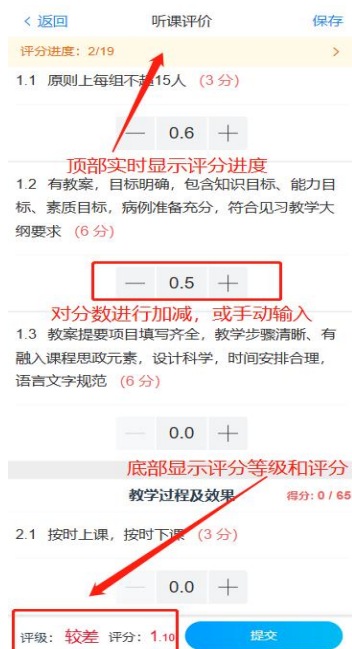 < 返回 听课评价 保存
评分进度：2/19 >
1.1 原则上每组不超15人 (3分)
— 0.6 +
顶部实时显示评分进度
1.2 有教案，目标明确，包含知识目标、能力目
标、素质目标，病例准备充分，符合见习教学大
纲要求 (6分)
— 0.5 +
对分数进行加减，或手动输入
1.3 教案提要项目填写齐全，教学步骤清晰、有
融入课程思政元素，设计科学，时间安排合理，
语言文字规范 (6分)
— 0.0 +
底部显示评分等级和评分
教学过程及效果 得分: 0 / 65
2.1 按时上课，按时下课 (3分)
— 0.0 +
评级：较差 评分：1.10 提交